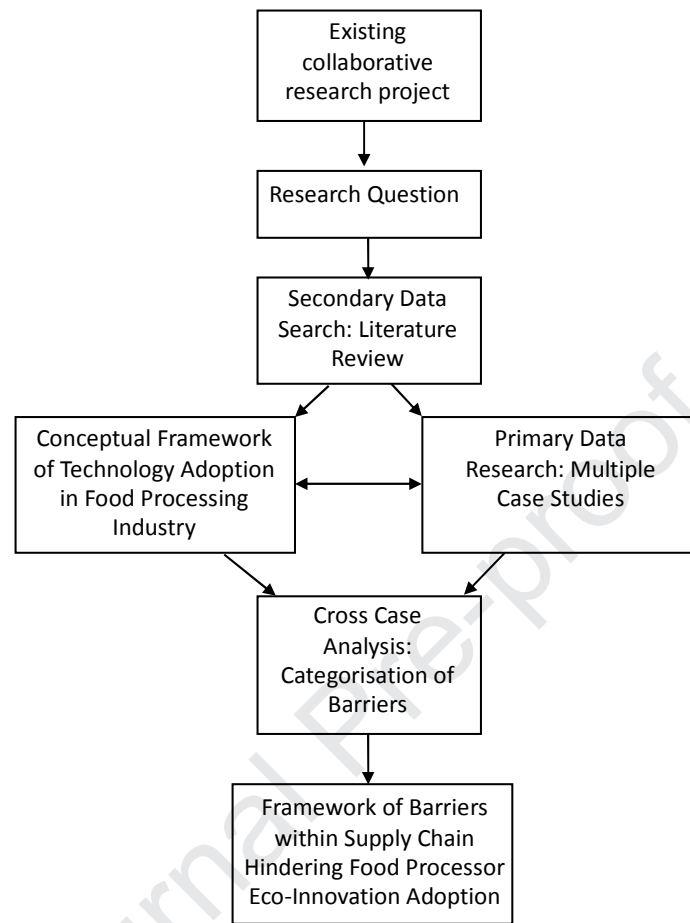 Existing
collaborative
research project
Research Question
Secondary Data
Search: Literature
Review
Conceptual Framework
of Technology Adoption
in Food Processing
Industry
Primary Data
Research: Multiple
Case Studies
Cross Case
Analysis:
Categorisation of
Barriers
Framework of Barriers
within Supply Chain
Hindering Food Processor
Eco-Innovation Adoption
rnal Pre-proof